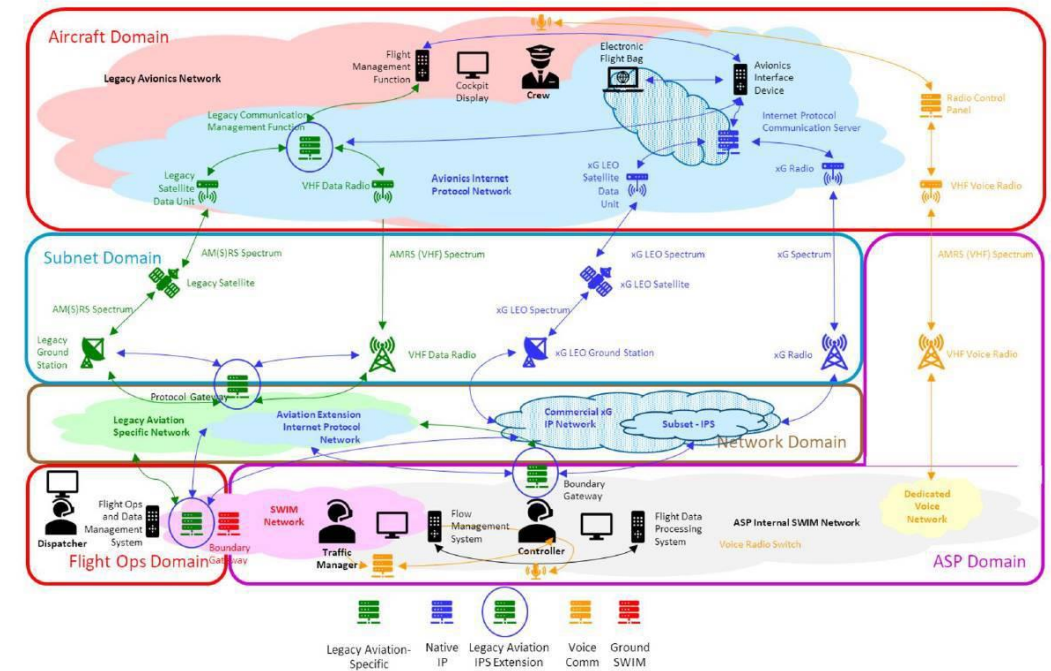 Aircraft Domain
Legacy Avionics Network
Flight
Management
Function
Cockpit
Display
Crew
Electronic
Flight Bag
Avionics
Interface
Device
Radio Control
Panel
Legacy Communication
Management Function
Internet Protocol
Communication Server
Legacy
Satellite
Data Unit
VHF Data Radio
Avionics Internet
Protocol Network
xG LEO
Satellite
Data
Unit
xG Radio
VHF Voice Radio
Subnet Domain
AM(S)RS Spectrum
AMRS (VHF) Spectrum
xG LEO Spectrum
xG Spectrum
AMRS (VHF) Spectrum
Legacy Satellite
xG LEO Satellite
AM(S)RS Spectrum
xG LEO Spectrum
Legacy
Ground
Station
VHF Data Radio
xG LEO Ground Station
xG Radio
VHF Voice Radio
Protocol Gateway
Legacy Aviation
Specific Network
Aviation Extension
Internet Protocol
Network
Commercial xG
IP Network
Subset - IPS
Network Domain
Boundary
Gateway
Dispatcher
Flight Ops
and Data
Management
System
Boundary
Gateway
Flight Ops Domain
SWIM
Network
Traffic
Manager
Flow
Management
System
Controller
Flight Data
Processing
System
ASP Internal SWIM Network
Voice Radio Switch
Dedicated
Voice
Network
ASP Domain
Legacy Aviation-
Specific
Native
IP
Legacy Aviation
IPS Extension
Voice
Comm
Ground
SWIM